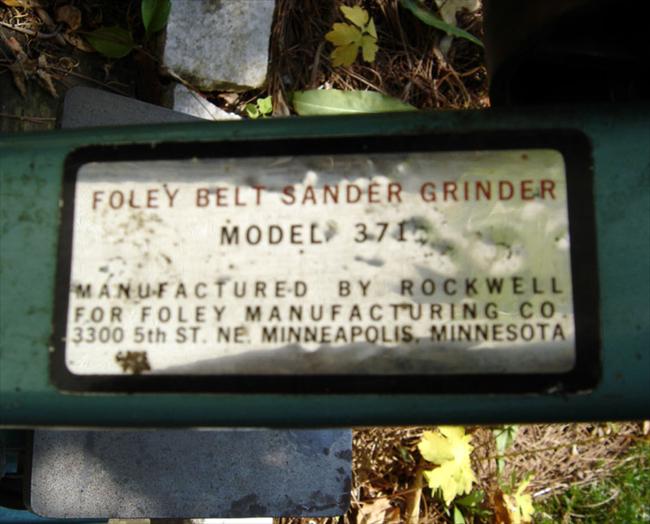 FOLEY BELT SANDER GRINDER
MODEL 371
MANUFACTURED BY ROCKWELL
FOR FOLEY MANUFACTURING CO.
3300 5th ST. NE. MINNEAPOLIS, MINNESOTA